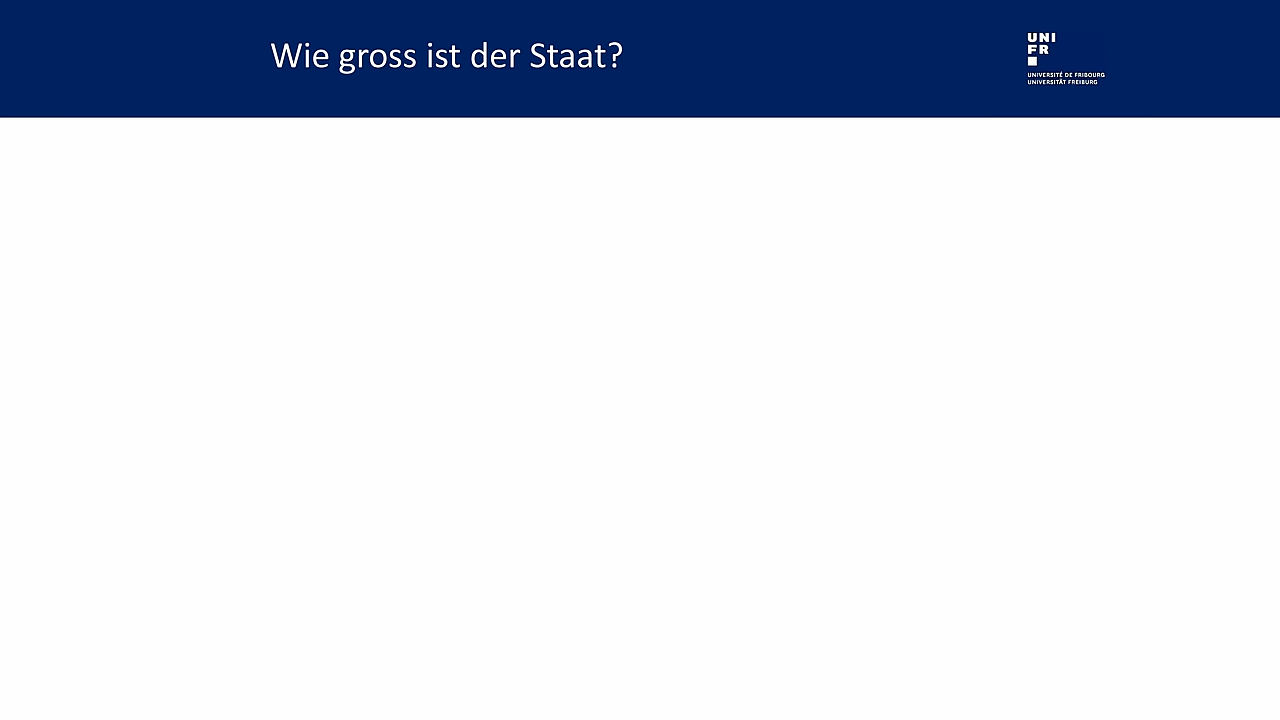 Wie gross ist der Staat?
UNI
FR
UNIVERSITÉ DE FRIBOURG
UNIVERSITÄT FREIBURG